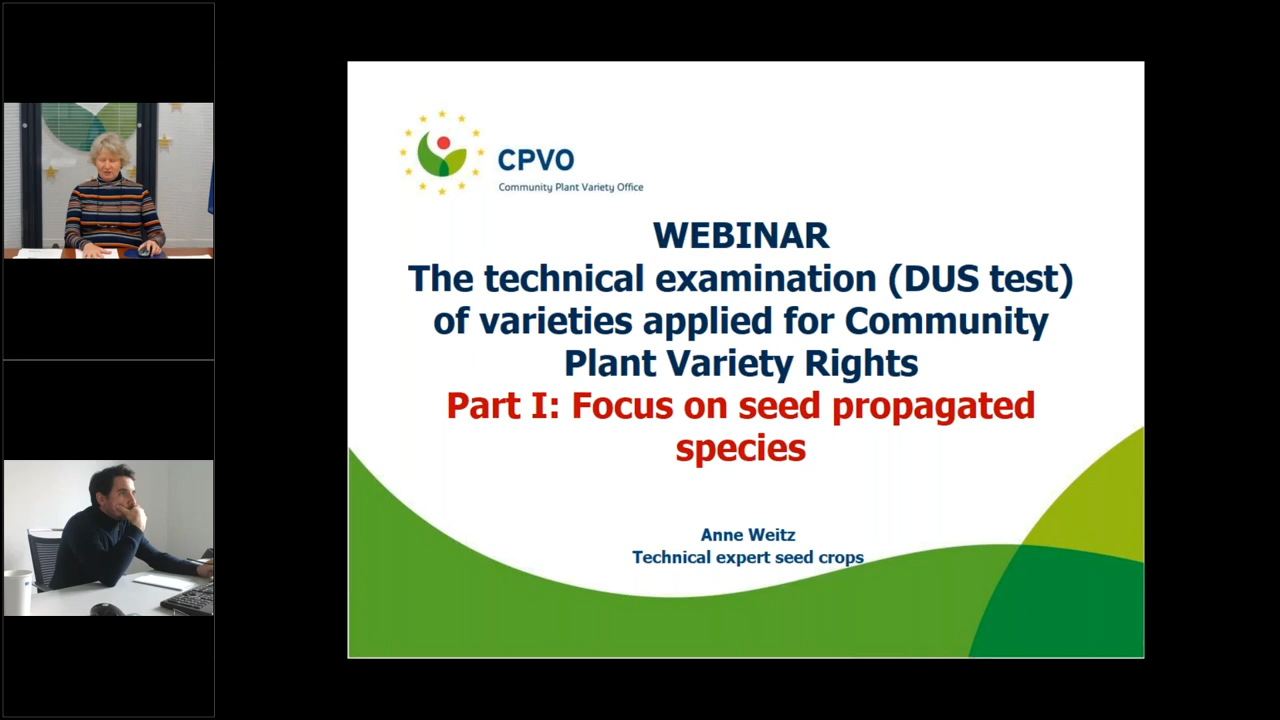 CPVO
Community Plant Variety Office
WEBINAR
The technical examination (DUS test)
of varieties applied for Community
Plant Variety Rights
Part I: Focus on seed propagated
species
Anne Weitz
Technical expert seed crops